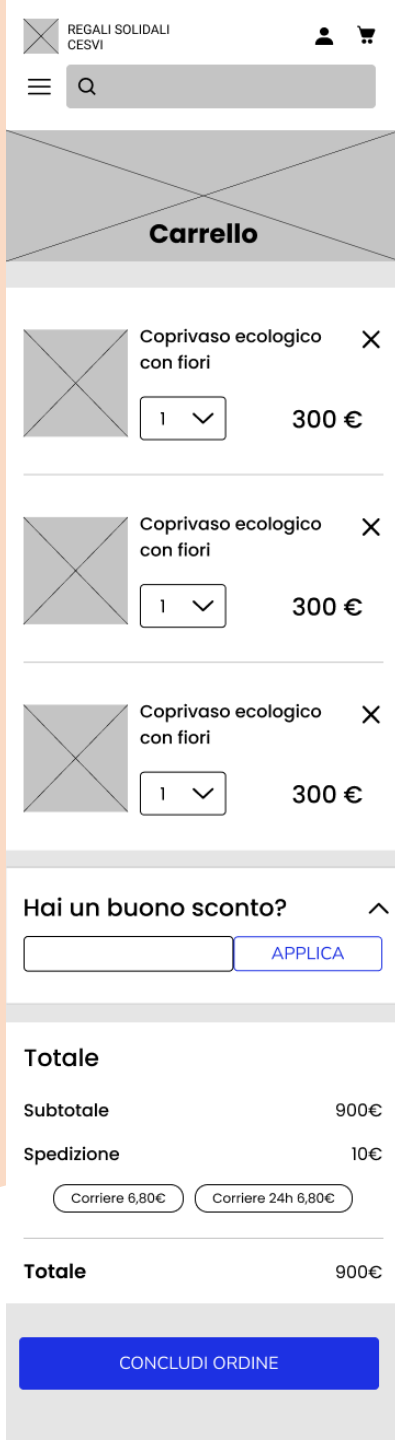 REGALI SOLIDALI
CESVI
Carrello
Coprivaso ecologico
con fiori
1
300 €
Coprivaso ecologico
con fiori
1
300 €
Coprivaso ecologico
con fiori
1
300 €
Hai un buono sconto?
APPLICA
Totale
Subtotale 900€
Spedizione 10€
Corriere 6,80€ Corriere 24h 6,80€
Totale 900€
CONCLUDI ORDINE